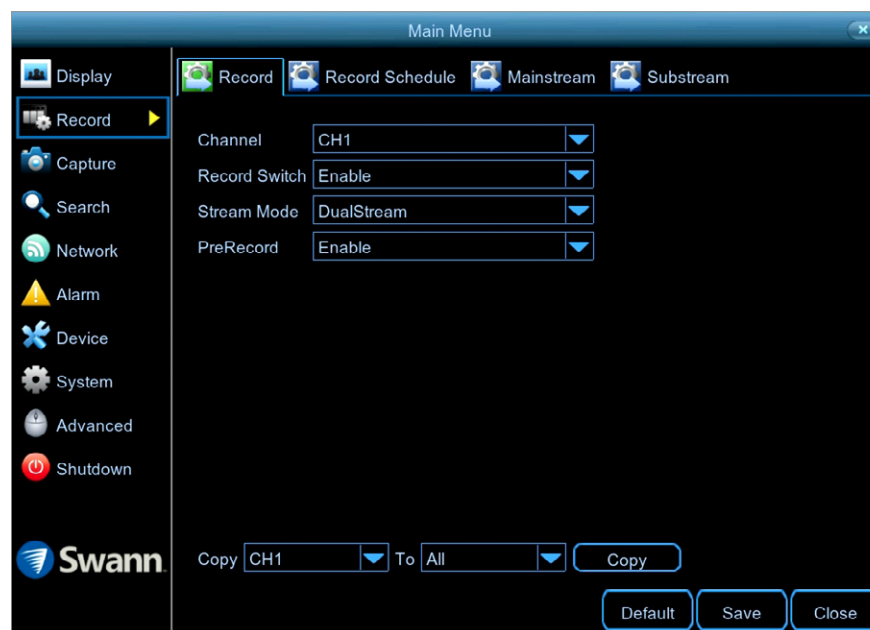 Main Menu
Display
Record
Capture
Search
Network
Alarm
Device
System
Advanced
Shutdown
Swann
Record
Record Schedule
Mainstream
Substream
Channel CH1
Record Switch Enable
Stream Mode DualStream
PreRecord Enable
Copy CH1 To All Copy
Default Save Close